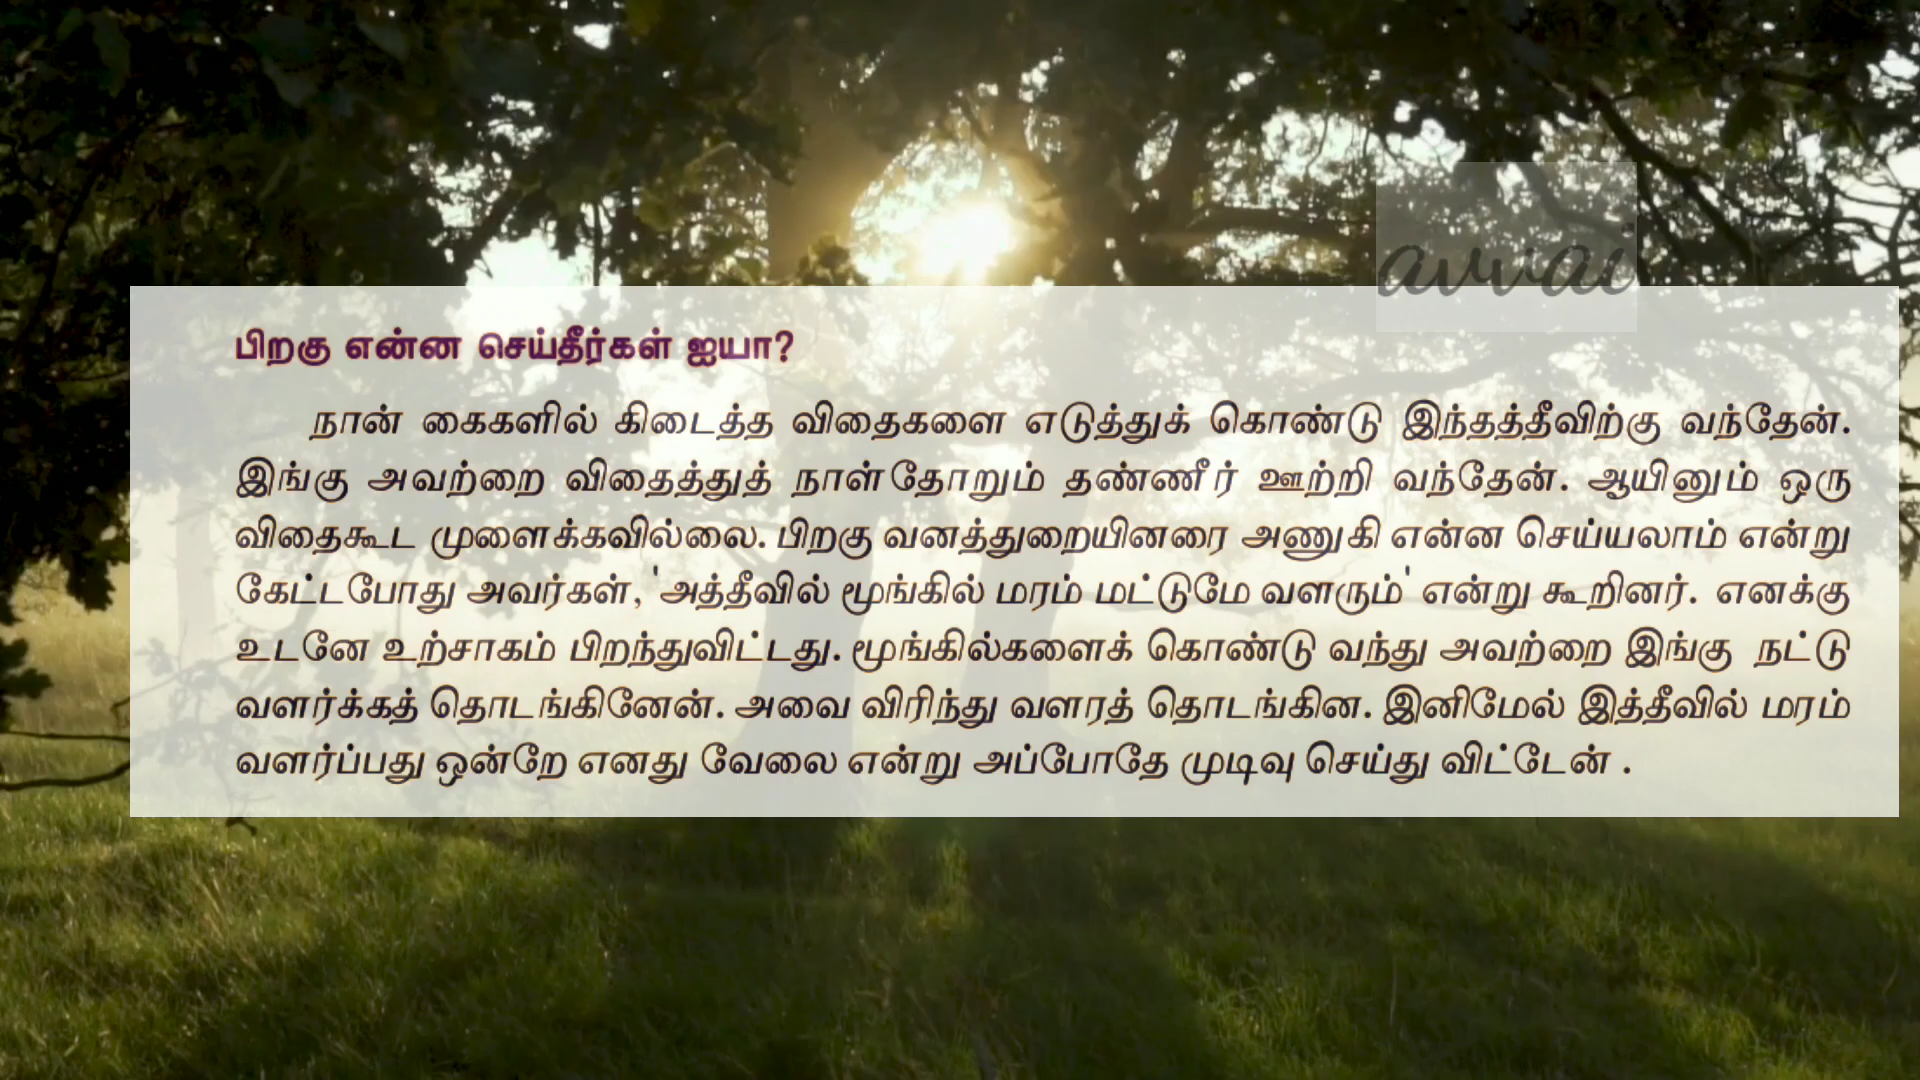 avvai
பிறகு என்ன செய்தீர்கள் ஐயா?
நான் கைகளில் கிடைத்த விதைகளை எடுத்துக் கொண்டு இந்தத்தீவிற்கு வந்தேன்.
இங்கு அவற்றை விதைத்துத் நாள்தோறும் தண்ணீர் ஊற்றி வந்தேன். ஆயினும் ஒரு
விதைகூட முளைக்கவில்லை. பிறகு வனத்துறையினரை அணுகி என்ன செய்யலாம் என்று
கேட்டபோது அவர்கள், 'அத்தீவில் மூங்கில் மரம் மட்டுமே வளரும்' என்று கூறினர். எனக்கு
உடனே உற்சாகம் பிறந்துவிட்டது. மூங்கில்களைக் கொண்டு வந்து அவற்றை இங்கு நட்டு
வளர்க்கத் தொடங்கினேன். அவை விரிந்து வளரத் தொடங்கின. இனிமேல் இத்தீவில் மரம்
வளர்ப்பது ஒன்றே எனது வேலை என்று அப்போதே முடிவு செய்து விட்டேன் .